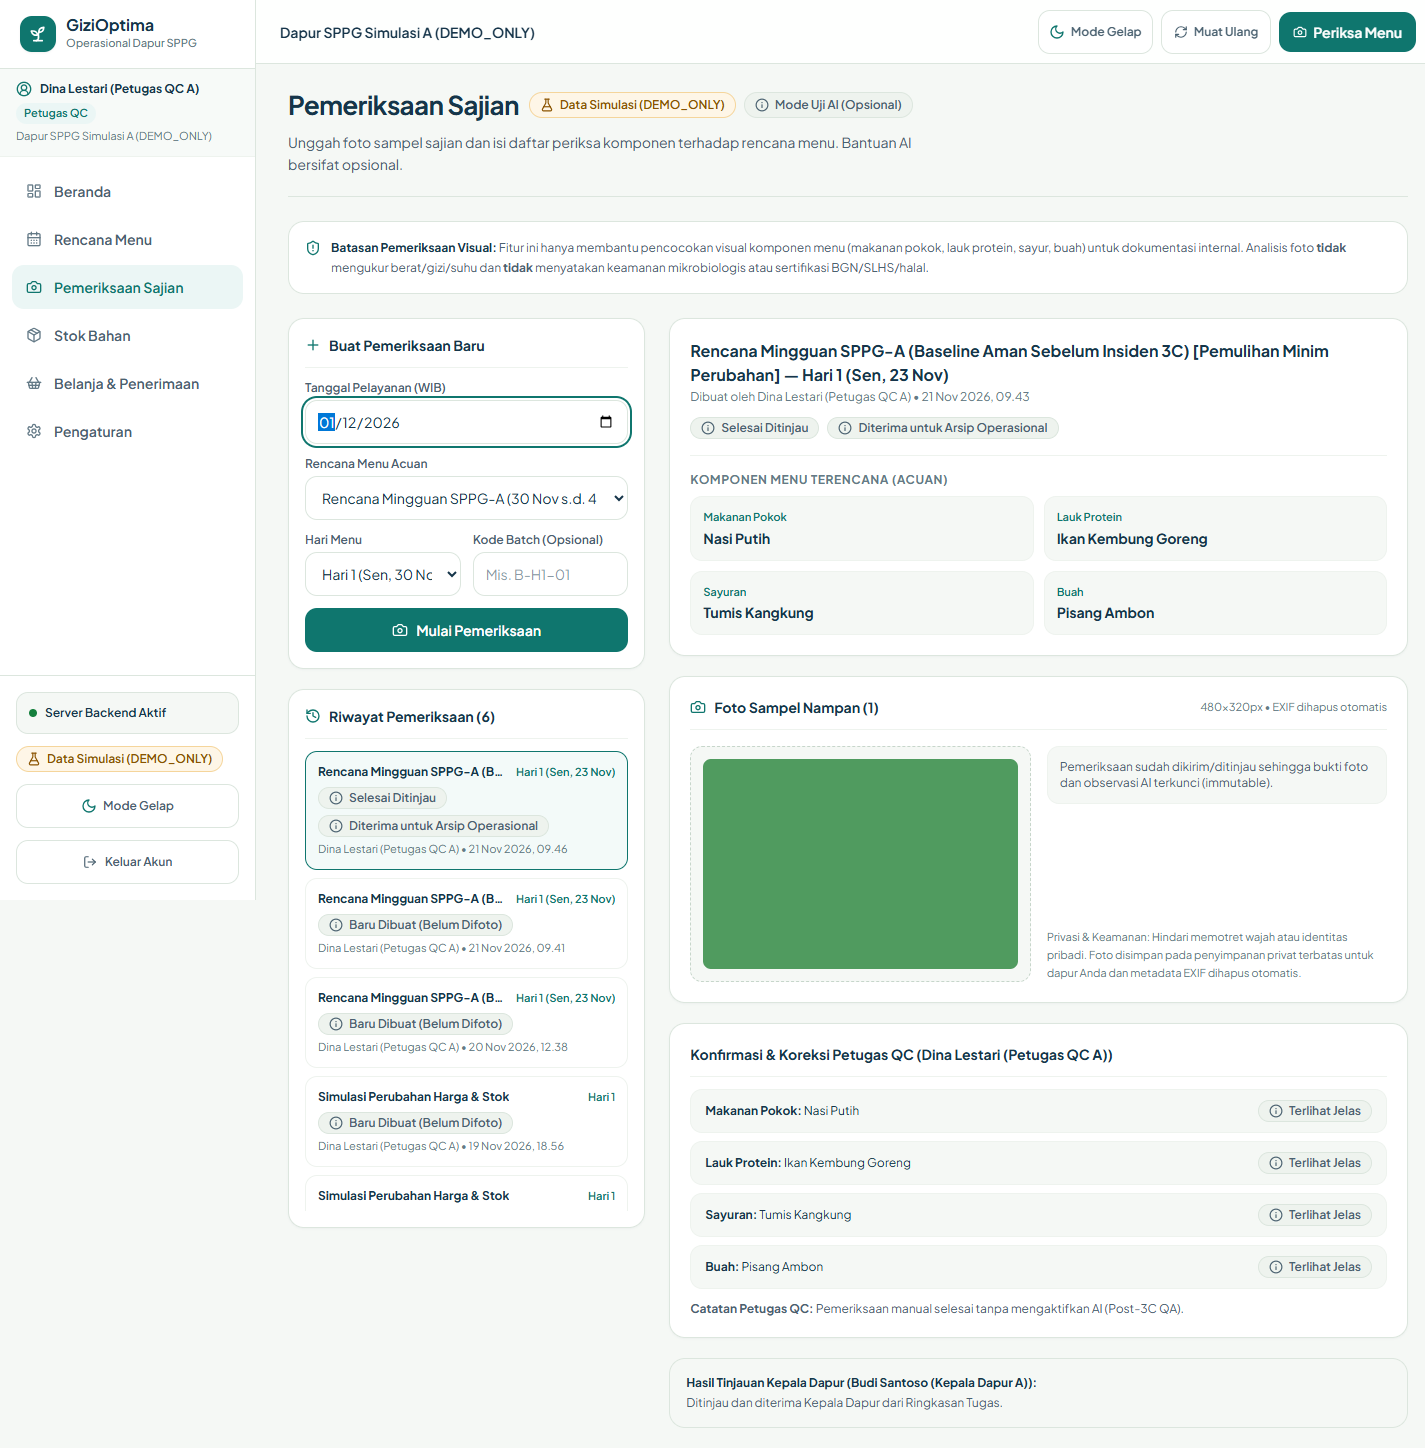 GiziOptima
Operasional Dapur SPPG
Dina Lestari (Petugas QC A)
Petugas QC
Dapur SPPG Simulasi A (DEMO_ONLY)
Beranda
Rencana Menu
Pemeriksaan Sajian
Stok Bahan
Belanja & Penerimaan
Pengaturan
Server Backend Aktif
Data Simulasi (DEMO_ONLY)
Mode Gelap
Keluar Akun
Dapur SPPG Simulasi A (DEMO_ONLY)
Mode Gelap
Muat Ulang
Periksa Menu
Pemeriksaan Sajian
Data Simulasi (DEMO_ONLY)
Mode Uji AI (Opsional)
Unggah foto sampel sajian dan isi daftar periksa komponen terhadap rencana menu. Bantuan AI
bersifat opsional.
Batasan Pemeriksaan Visual: Fitur ini hanya membantu pencocokan visual komponen menu (makanan pokok, lauk protein, sayur, buah) untuk dokumentasi internal. Analisis foto tidak
mengukur berat/gizi/suhu dan tidak menyatakan keamanan mikrobiologis atau sertifikasi BGN/SLHS/halal.
Buat Pemeriksaan Baru
Tanggal Pelayanan (WIB)
01/12/2026
Rencana Menu Acuan
Rencana Mingguan SPPG-A (30 Nov s.d. 4
Hari Menu
Kode Batch (Opsional)
Hari 1 (Sen, 30 Nc
Mis. B-H1-01
Mulai Pemeriksaan
Riwayat Pemeriksaan (6)
Rencana Mingguan SPPG-A (B...
Hari 1 (Sen, 23 Nov)
Selesai Ditinjau
Diterima untuk Arsip Operasional
Dina Lestari (Petugas QC A) • 21 Nov 2026, 09.46
Rencana Mingguan SPPG-A (B...
Hari 1 (Sen, 23 Nov)
Baru Dibuat (Belum Difoto)
Dina Lestari (Petugas QC A) • 21 Nov 2026, 09.41
Rencana Mingguan SPPG-A (B...
Hari 1 (Sen, 23 Nov)
Baru Dibuat (Belum Difoto)
Dina Lestari (Petugas QC A) • 20 Nov 2026, 12.38
Simulasi Perubahan Harga & Stok
Hari 1
Baru Dibuat (Belum Difoto)
Dina Lestari (Petugas QC A) • 19 Nov 2026, 18.56
Simulasi Perubahan Harga & Stok
Hari 1
Rencana Mingguan SPPG-A (Baseline Aman Sebelum Insiden 3C) [Pemulihan Minim
Perubahan] — Hari 1 (Sen, 23 Nov)
Dibuat oleh Dina Lestari (Petugas QC A) • 21 Nov 2026, 09.43
Selesai Ditinjau
Diterima untuk Arsip Operasional
KOMPONEN MENU TERENCANA (ACUAN)
Makanan Pokok
Nasi Putih
Lauk Protein
Ikan Kembung Goreng
Sayuran
Tumis Kangkung
Buah
Pisang Ambon
Foto Sampel Nampan (1)
480×320px • EXIF dihapus otomatis
Pemeriksaan sudah dikirim/ditinjau sehingga bukti foto
dan observasi AI terkunci (immutable).
Privasi & Keamanan: Hindari memotret wajah atau identitas
pribadi. Foto disimpan pada penyimpanan privat terbatas untuk
dapur Anda dan metadata EXIF dihapus otomatis.
Konfirmasi & Koreksi Petugas QC (Dina Lestari (Petugas QC A))
Makanan Pokok: Nasi Putih
Terlihat Jelas
Lauk Protein: Ikan Kembung Goreng
Terlihat Jelas
Sayuran: Tumis Kangkung
Terlihat Jelas
Buah: Pisang Ambon
Terlihat Jelas
Catatan Petugas QC: Pemeriksaan manual selesai tanpa mengaktifkan AI (Post-3C QA).
Hasil Tinjauan Kepala Dapur (Budi Santoso (Kepala Dapur A)):
Ditinjau dan diterima Kepala Dapur dari Ringkasan Tugas.